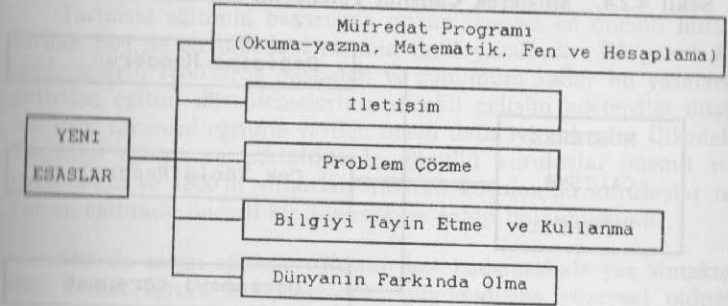 Müfredat Programı
(Okuma-yazma, Matematik, Fen ve Hesaplama)
İletişim
YENİ
ESASLAR
Problem Çözme
Bilgiyi Tayin Etme ve Kullanma
Dünyanın Farkında Olma